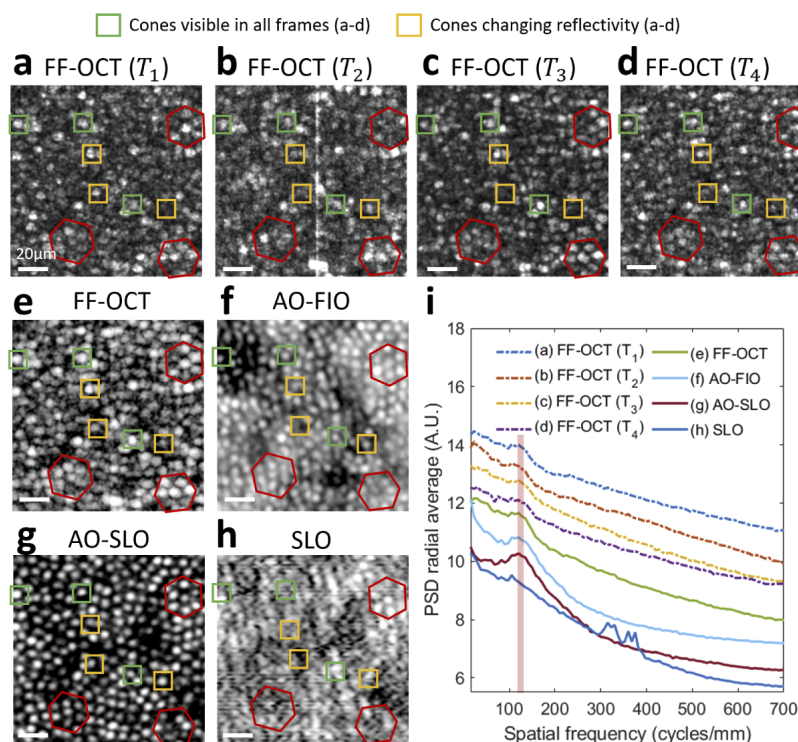 Cones visible in all frames (a-d) Cones changing reflectivity (a-d)
a FF-OCT (T₁) b FF-OCT (T₂) c FF-OCT (T₃) d FF-OCT (T₄)
20μm
e FF-OCT f AO-FIO i
g AO-SLO h SLO
18
16
14
12
10
8
6
PSD radial average (A.U.)
(a) FF-OCT (T₁) (e) FF-OCT
(b) FF-OCT (T₂) (f) AO-FIO
(c) FF-OCT (T₃) (g) AO-SLO
(d) FF-OCT (T₄) (h) SLO
100 200 300 400 500 600 700
Spatial frequency (cycles/mm)